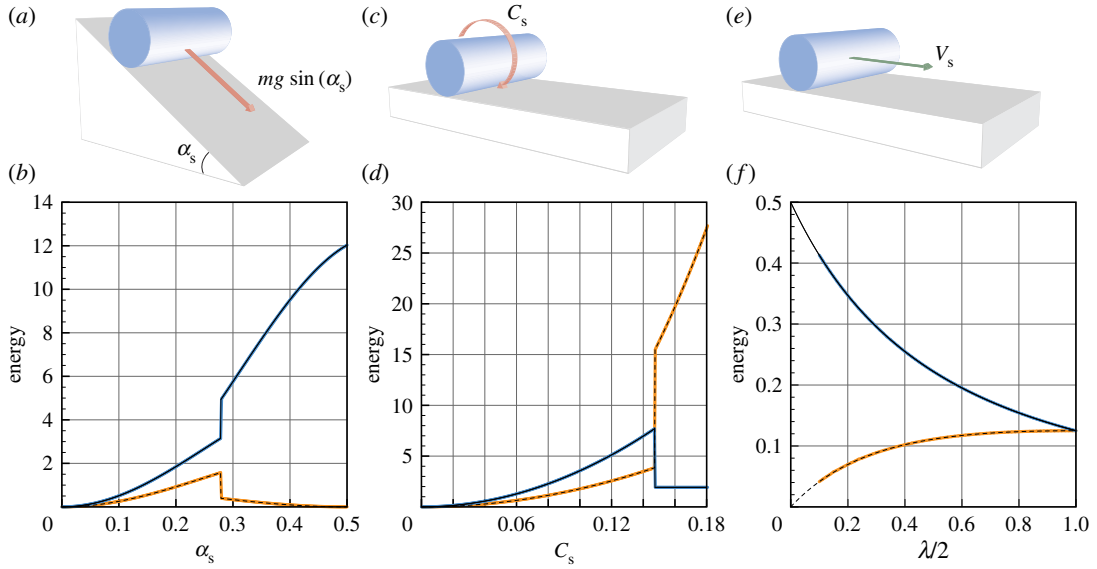 (a)
mg sin (αs)
αs
(c)
Cs
(e)
Vs
(b)
14
12
10
8
6
4
2
0
0.1
0.2
0.3
0.4
0.5
energy
αs
(d)
30
25
20
15
10
5
0
0.06
0.12
0.18
energy
Cs
(f)
0.5
0.4
0.3
0.2
0.1
0
0.2
0.4
0.6
0.8
1.0
energy
λ/2